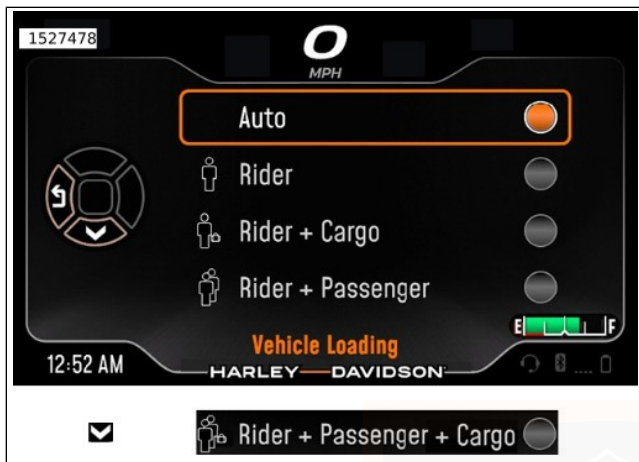 1527478
0
MPH
Auto
Rider
Rider + Cargo
Rider + Passenger
E F
Vehicle Loading
12:52 AM
HARLEY-DAVIDSON
Rider + Passenger + Cargo